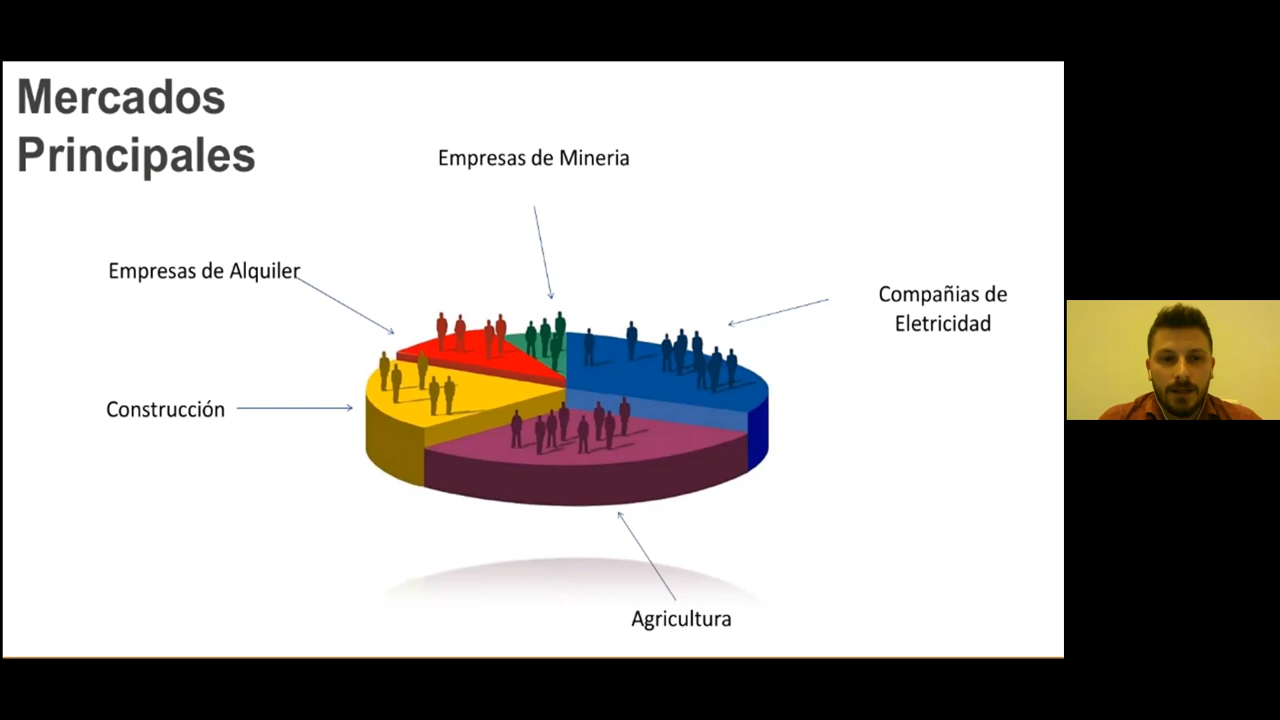 Mercados
Principales
Empresas de Mineria
Empresas de Alquiler
Compañias de
Eletricidad
Construcción
Agricultura